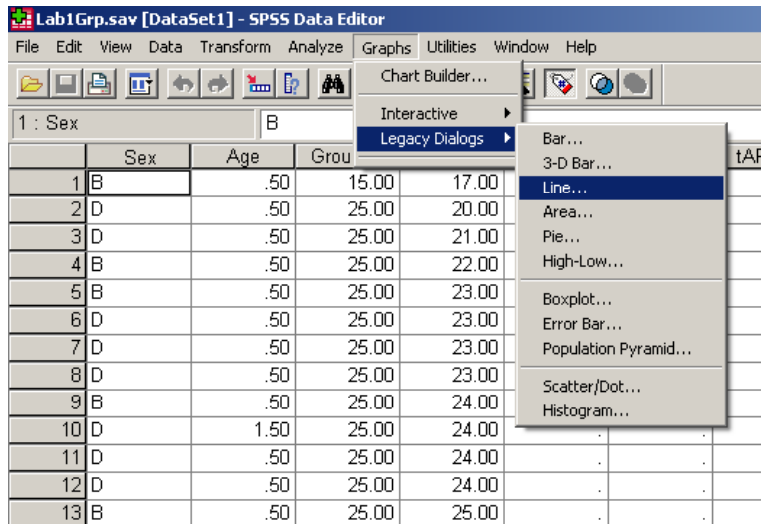 Lab1Grp.sav [DataSet1] - SPSS Data Editor
File Edit View Data Transform Analyze Graphs Utilities Window Help
Chart Builder...
Interactive
Legacy Dialogs
Bar...
3-D Bar...
Line...
Area...
Pie...
High-Low...
Boxplot...
Error Bar...
Population Pyramid...
Scatter/Dot...
Histogram...
1 : Sex B
Sex Age Grou tAF
1 B .50 15.00 17.00
2 D .50 25.00 20.00
3 D .50 25.00 21.00
4 B .50 25.00 22.00
5 B .50 25.00 23.00
6 D .50 25.00 23.00
7 D .50 25.00 23.00
8 D .50 25.00 23.00
9 B .50 25.00 24.00
10 D 1.50 25.00 24.00 . .
11 D .50 25.00 24.00 . .
12 D .50 25.00 24.00 . .
13 B .50 25.00 25.00 . .